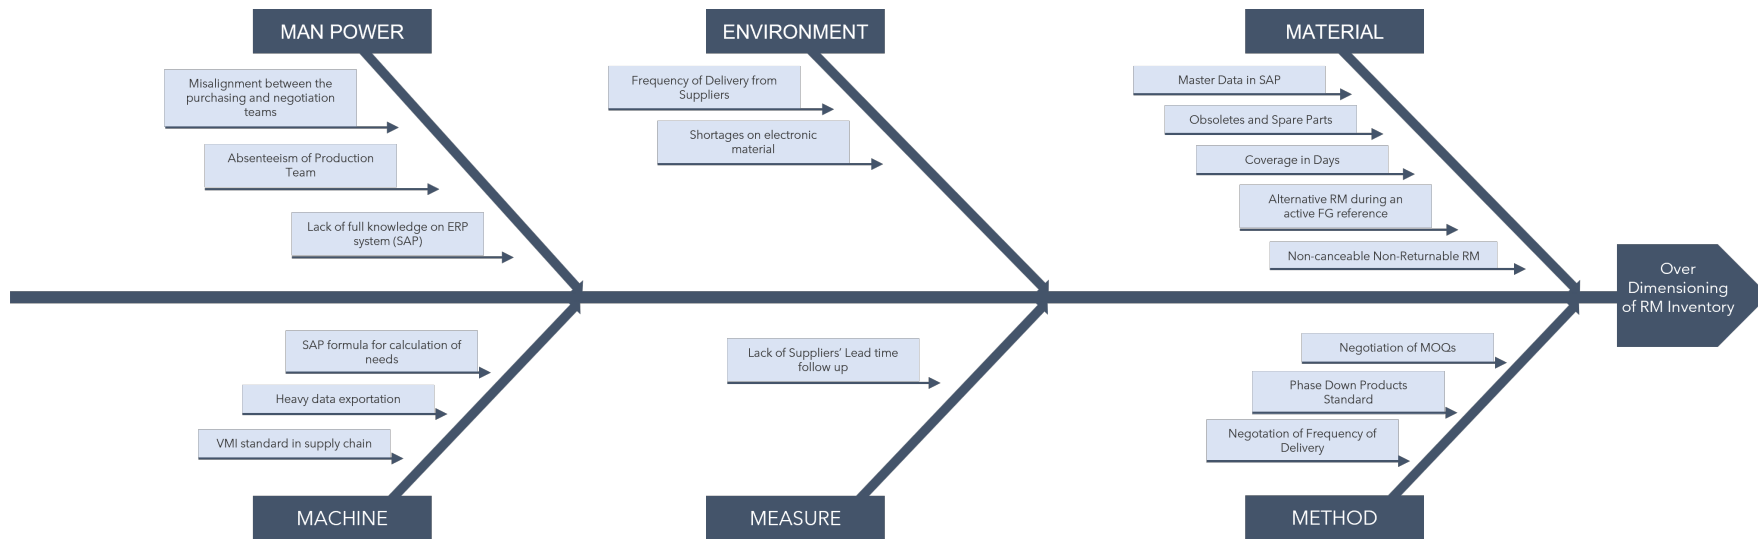 MAN POWER
ENVIRONMENT
MATERIAL
Misalignment between the
purchasing and negotiation
teams
Absenteeism of Production
Team
Lack of full knowledge on ERP
system (SAP)
Frequency of Delivery from
Suppliers
Shortages on electronic
material
Master Data in SAP
Obsoletes and Spare Parts
Coverage in Days
Alternative RM during an
active FG reference
Non-canceable Non-Returnable RM
Over
Dimensioning
of RM Inventory
SAP formula for calculation of
needs
Heavy data exportation
VMI standard in supply chain
Lack of Suppliers’ Lead time
follow up
Negotiation of MOQs
Phase Down Products
Standard
Negotation of Frequency of
Delivery
MACHINE
MEASURE
METHOD